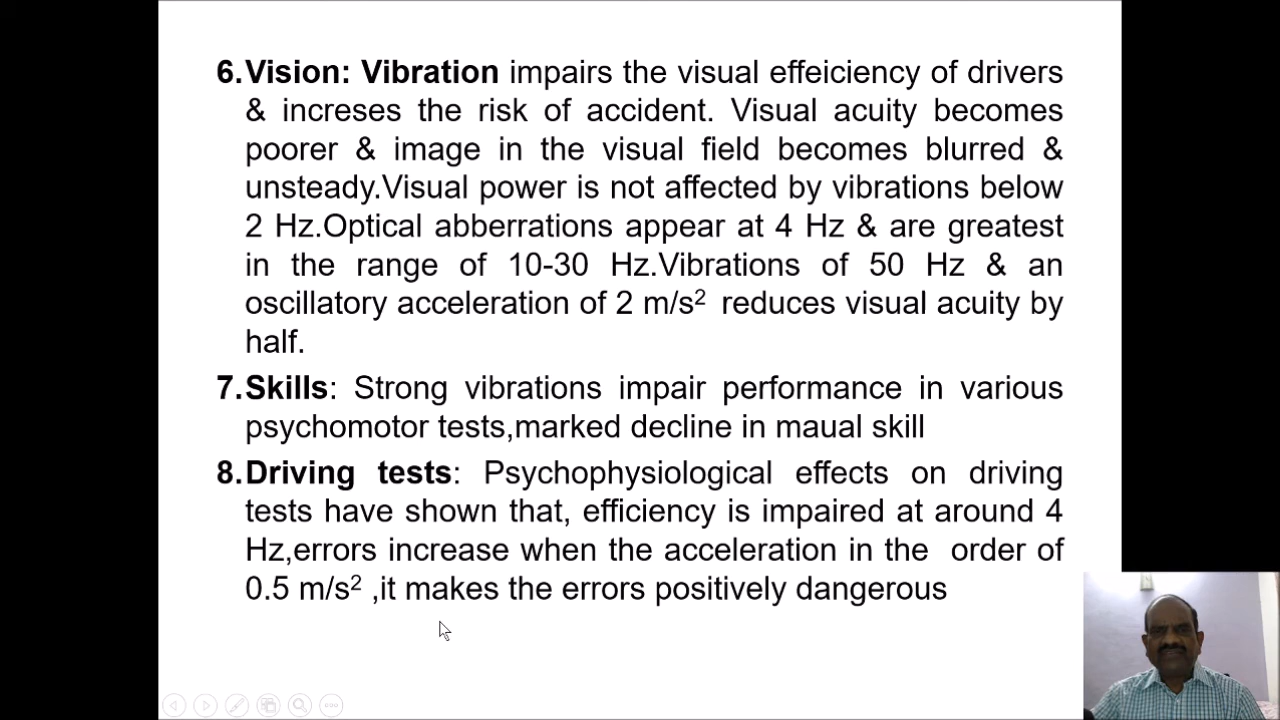 6.Vision: Vibration impairs the visual effeiciency of drivers
& increses the risk of accident. Visual acuity becomes
poorer & image in the visual field becomes blurred &
unsteady.Visual power is not affected by vibrations below
2 Hz.Optical abberrations appear at 4 Hz & are greatest
in the range of 10-30 Hz.Vibrations of 50 Hz & an
oscillatory acceleration of 2 m/s² reduces visual acuity by
half.
7.Skills: Strong vibrations impair performance in various
psychomotor tests,marked decline in maual skill
8.Driving tests: Psychophysiological effects on driving
tests have shown that, efficiency is impaired at around 4
Hz,errors increase when the acceleration in the order of
0.5 m/s² ,it makes the errors positively dangerous